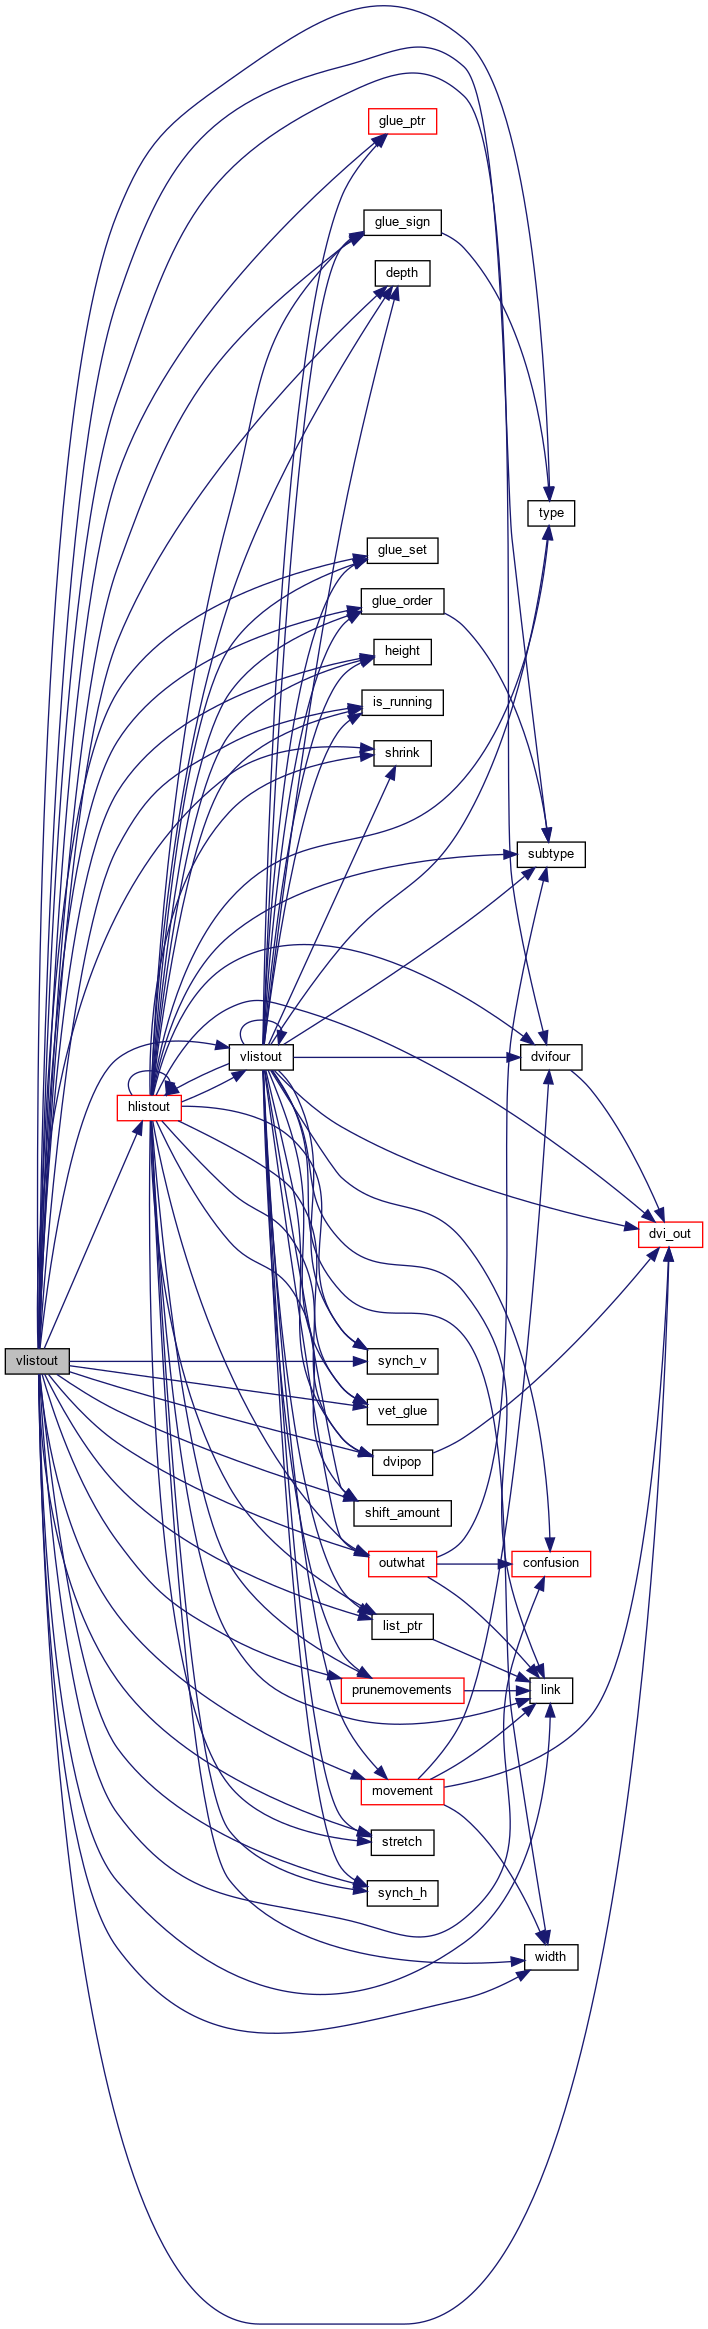 glue_ptr
glue_sign
depth
type
glue_set
glue_order
height
is_running
shrink
subtype
vlistout
dvifour
hlistout
dvi_out
vlistout
synch_v
vet_glue
dvipop
shift_amount
outwhat
confusion
list_ptr
prunemovements
link
movement
stretch
synch_h
width